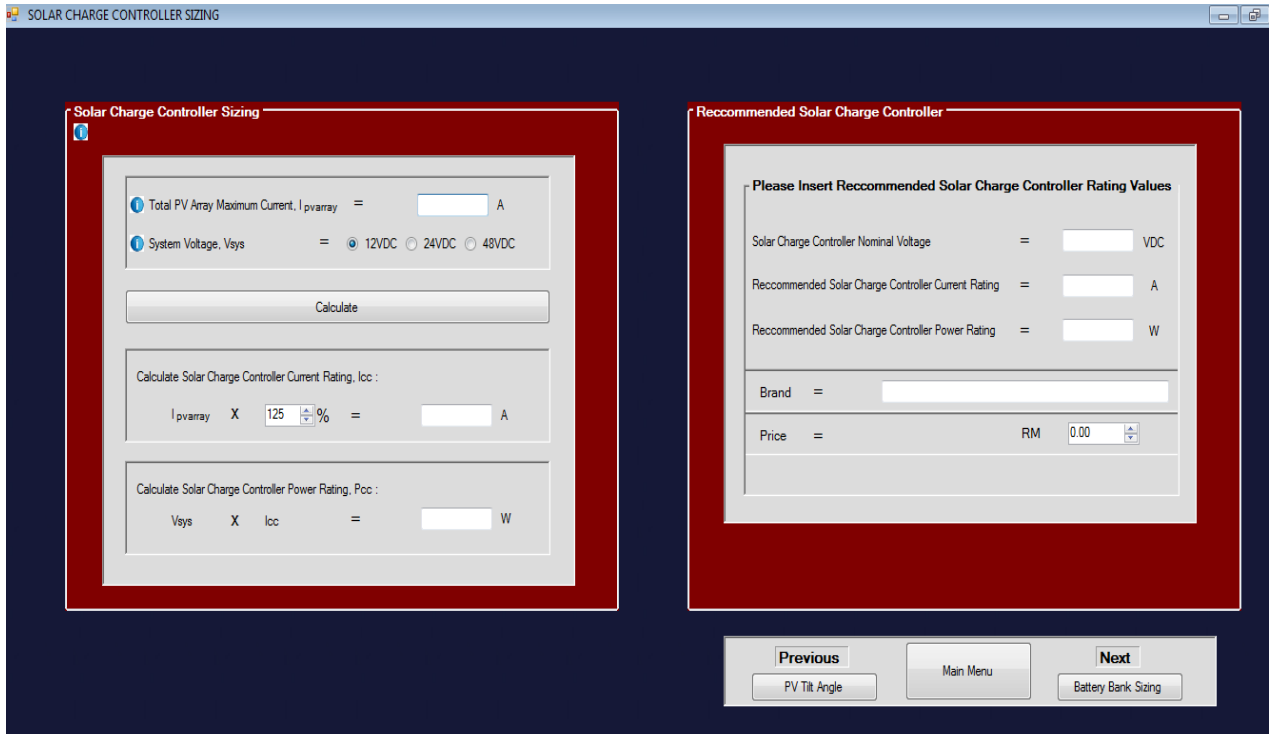 SOLAR CHARGE CONTROLLER SIZING
Solar Charge Controller Sizing
Total PV Array Maximum Current, I pvarray = A
System Voltage, Vsys = 12VDC 24VDC 48VDC
Calculate
Calculate Solar Charge Controller Current Rating, Icc :
I pvarray X 125 % = A
Calculate Solar Charge Controller Power Rating, Pcc :
Vsys X Icc = W
Reccommended Solar Charge Controller
Please Insert Reccommended Solar Charge Controller Rating Values
Solar Charge Controller Nominal Voltage = VDC
Reccommended Solar Charge Controller Current Rating = A
Reccommended Solar Charge Controller Power Rating = W
Brand =
Price = RM 0.00
Previous
PV Tilt Angle
Main Menu
Next
Battery Bank Sizing